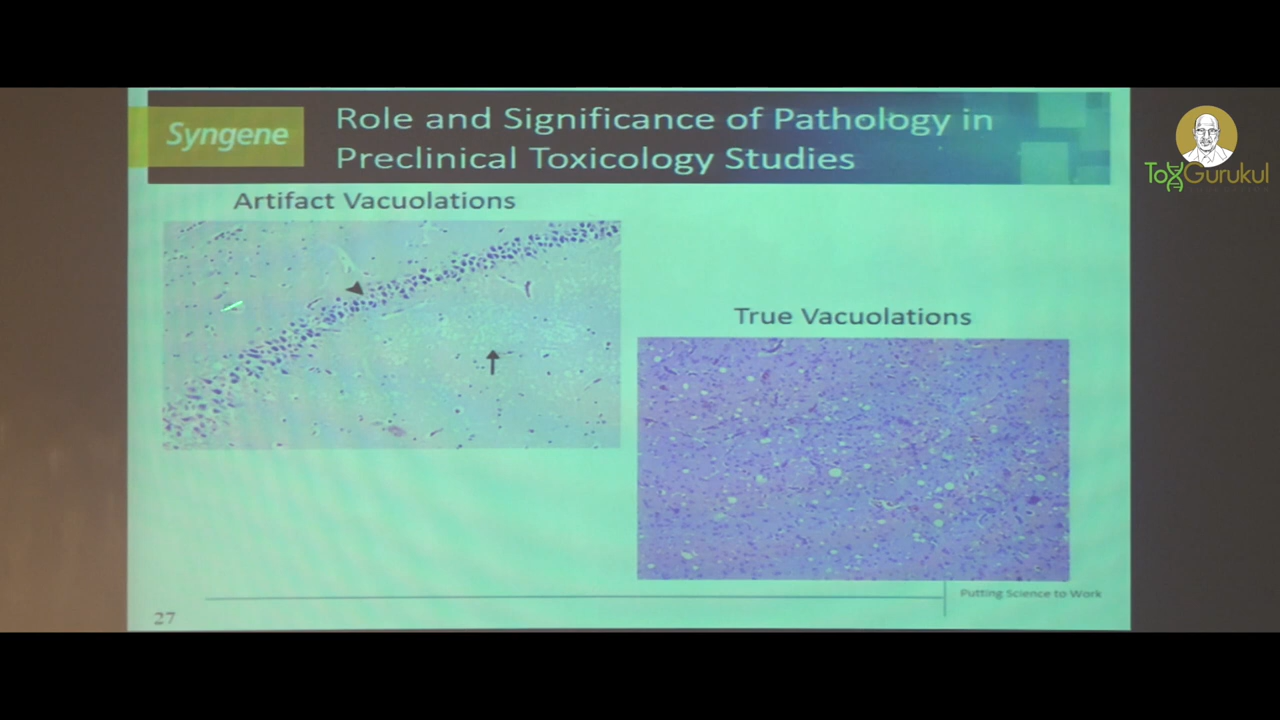 Syngene
Role and Significance of Pathology in
Preclinical Toxicology Studies
ToxGurukul
Artifact Vacuolations
True Vacuolations
Putting Science to Work
27